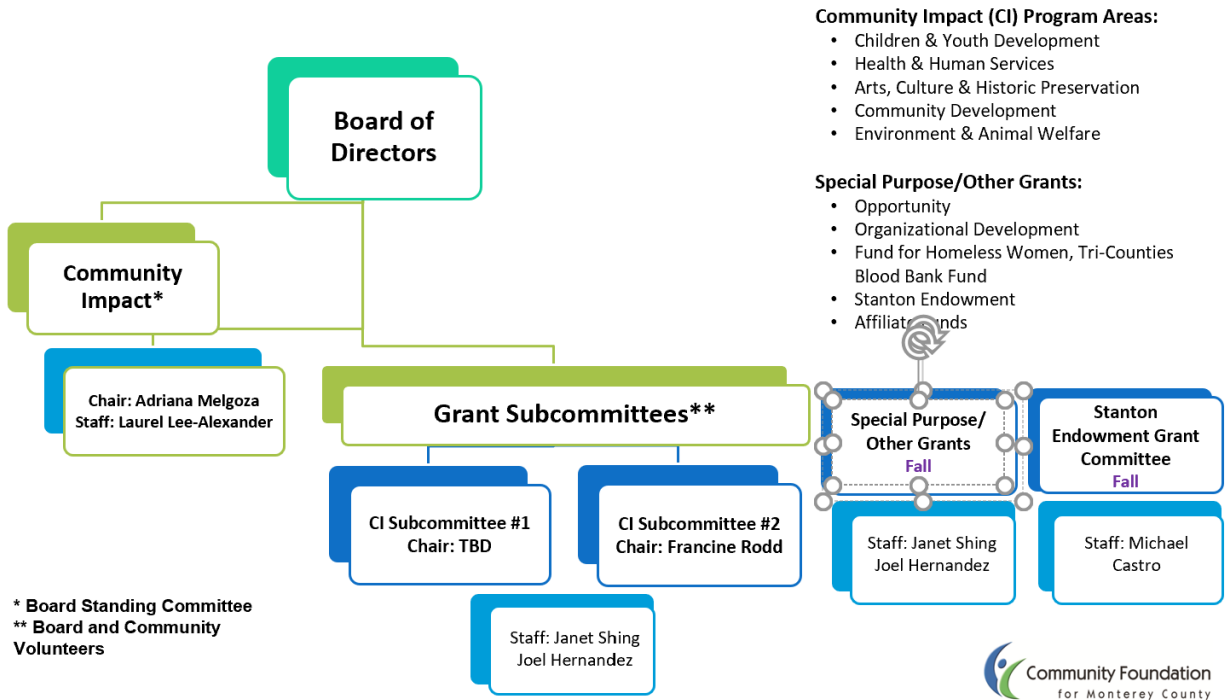 Community Impact (CI) Program Areas:
• Children & Youth Development
• Health & Human Services
• Arts, Culture & Historic Preservation
• Community Development
• Environment & Animal Welfare
Special Purpose/Other Grants:
• Opportunity
• Organizational Development
• Fund for Homeless Women, Tri-Counties
Blood Bank Fund
• Stanton Endowment
• Affiliate Funds
Board of
Directors
Community
Impact*
Chair: Adriana Melgoza
Staff: Laurel Lee-Alexander
Grant Subcommittees**
CI Subcommittee #1
Chair: TBD
CI Subcommittee #2
Chair: Francine Rodd
Staff: Janet Shing
Joel Hernandez
Special Purpose/
Other Grants
Fall
Staff: Janet Shing
Joel Hernandez
Stanton
Endowment Grant
Committee
Fall
Staff: Michael
Castro
* Board Standing Committee
** Board and Community
Volunteers
Community Foundation
for Monterey County